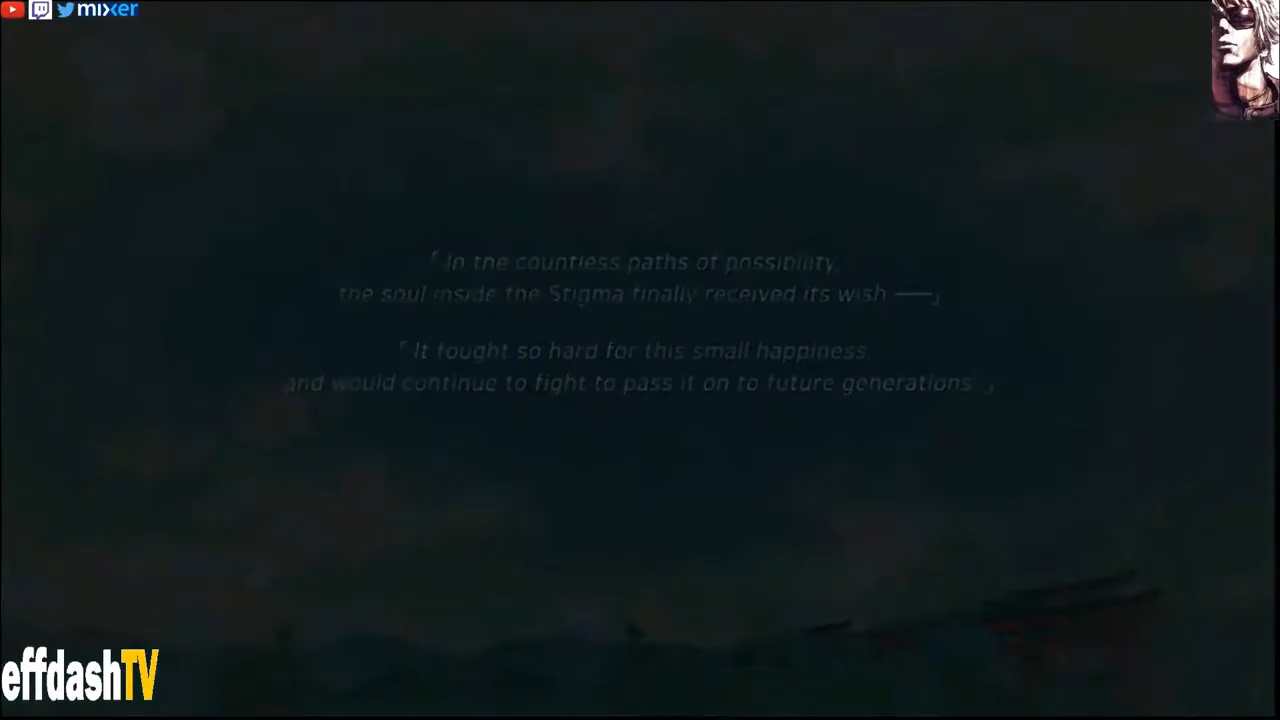 mixer
「In the countless paths of possibility,
the soul inside the Stigma finally received its wish ——」
「It fought so hard for this small happiness,
and would continue to fight to pass it on to future generations.」
effdashTV